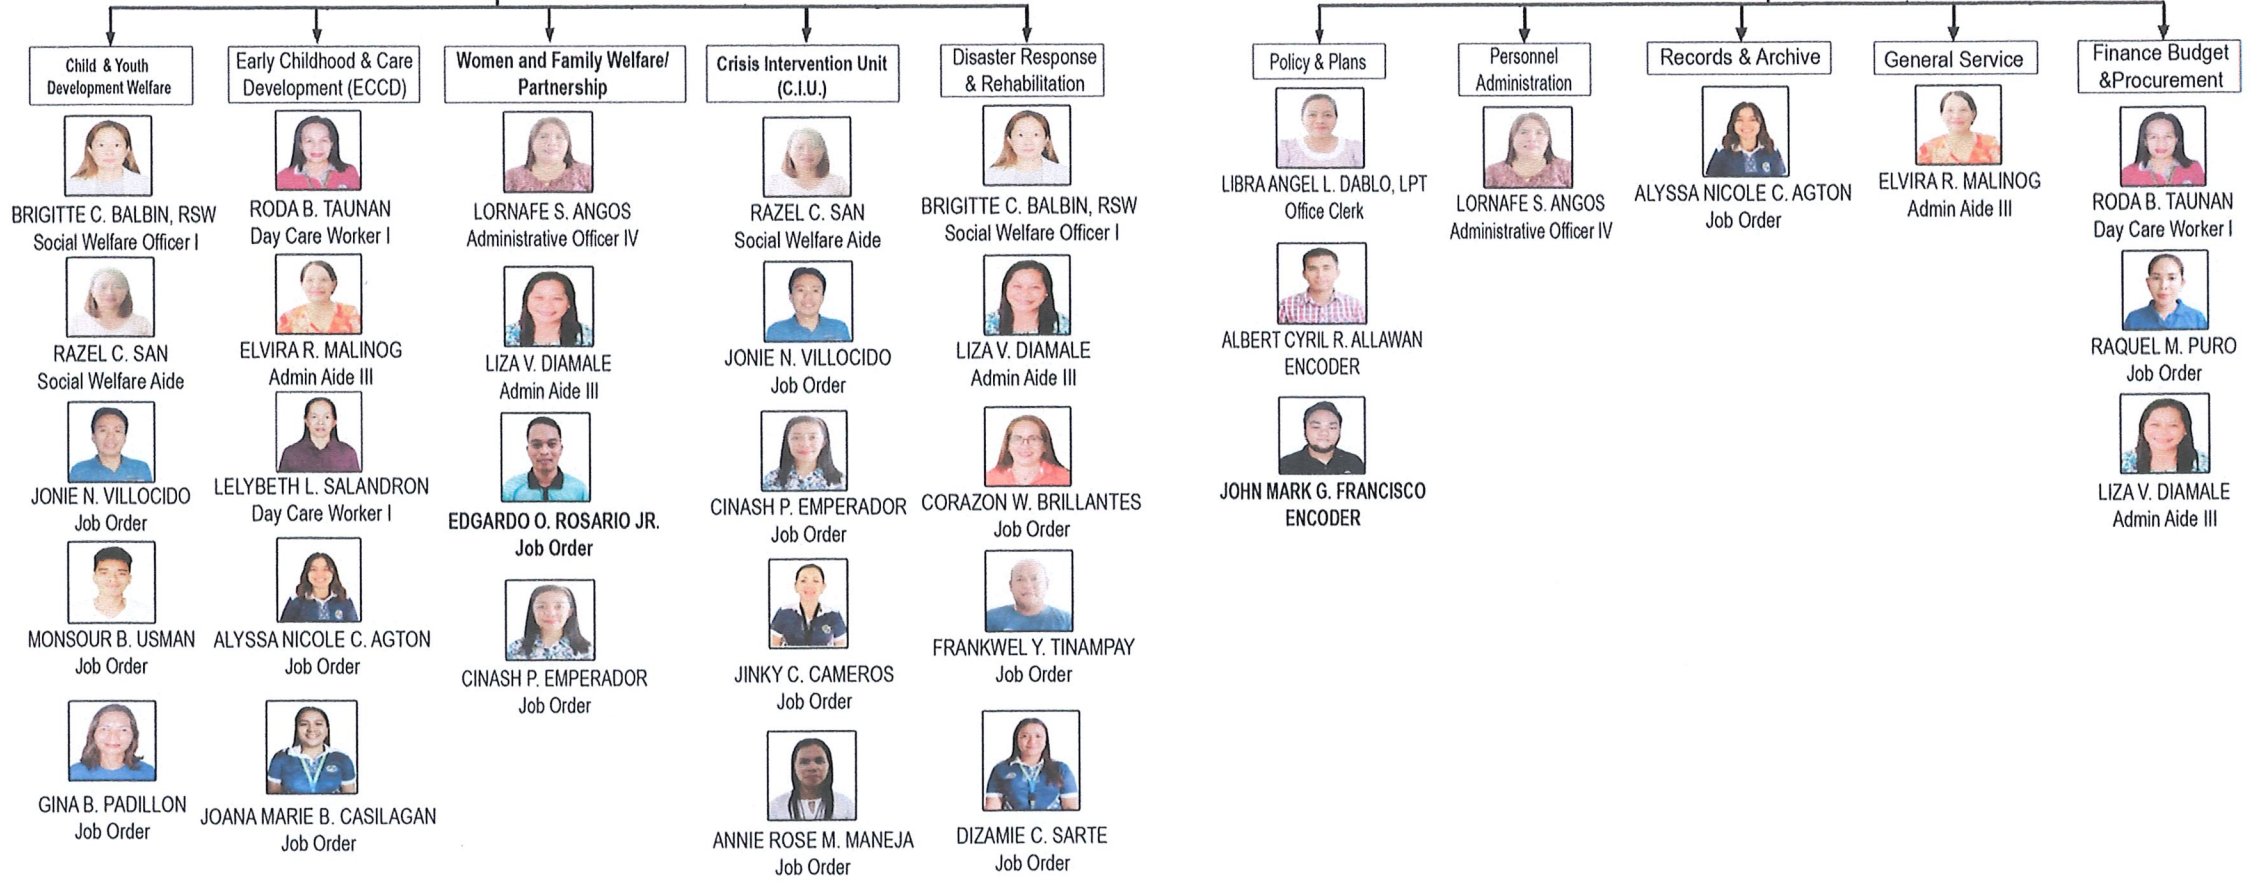 Child & Youth
Development Welfare
BRIGITTE C. BALBIN, RSW
Social Welfare Officer I
RAZEL C. SAN
Social Welfare Aide
JONIE N. VILLOCIDO
Job Order
MONSOUR B. USMAN
Job Order
GINA B. PADILLON
Job Order
Early Childhood & Care
Development (ECCD)
RODA B. TAUNAN
Day Care Worker I
ELVIRA R. MALINOG
Admin Aide III
LELYBETH L. SALANDRON
Day Care Worker I
ALYSSA NICOLE C. AGTON
Job Order
JOANA MARIE B. CASILAGAN
Job Order
Women and Family Welfare/
Partnership
LORNAFE S. ANGOS
Administrative Officer IV
LIZA V. DIAMALE
Admin Aide III
EDGARDO O. ROSARIO JR.
Job Order
CINASH P. EMPERADOR
Job Order
Crisis Intervention Unit
(C.I.U.)
RAZEL C. SAN
Social Welfare Aide
JONIE N. VILLOCIDO
Job Order
CINASH P. EMPERADOR
Job Order
JINKY C. CAMEROS
Job Order
ANNIE ROSE M. MANEJA
Job Order
Disaster Response
& Rehabilitation
BRIGITTE C. BALBIN, RSW
Social Welfare Officer I
LIZA V. DIAMALE
Admin Aide III
CORAZON W. BRILLANTES
Job Order
FRANKWEL Y. TINAMPAY
Job Order
DIZAMIE C. SARTE
Job Order
Policy & Plans
LIBRA ANGEL L. DABLO, LPT
Office Clerk
ALBERT CYRIL R. ALLAWAN
ENCODER
JOHN MARK G. FRANCISCO
ENCODER
Personnel
Administration
LORNAFE S. ANGOS
Administrative Officer IV
Records & Archive
ALYSSA NICOLE C. AGTON
Job Order
General Service
ELVIRA R. MALINOG
Admin Aide III
Finance Budget
&Procurement
RODA B. TAUNAN
Day Care Worker I
RAQUEL M. PURO
Job Order
LIZA V. DIAMALE
Admin Aide III